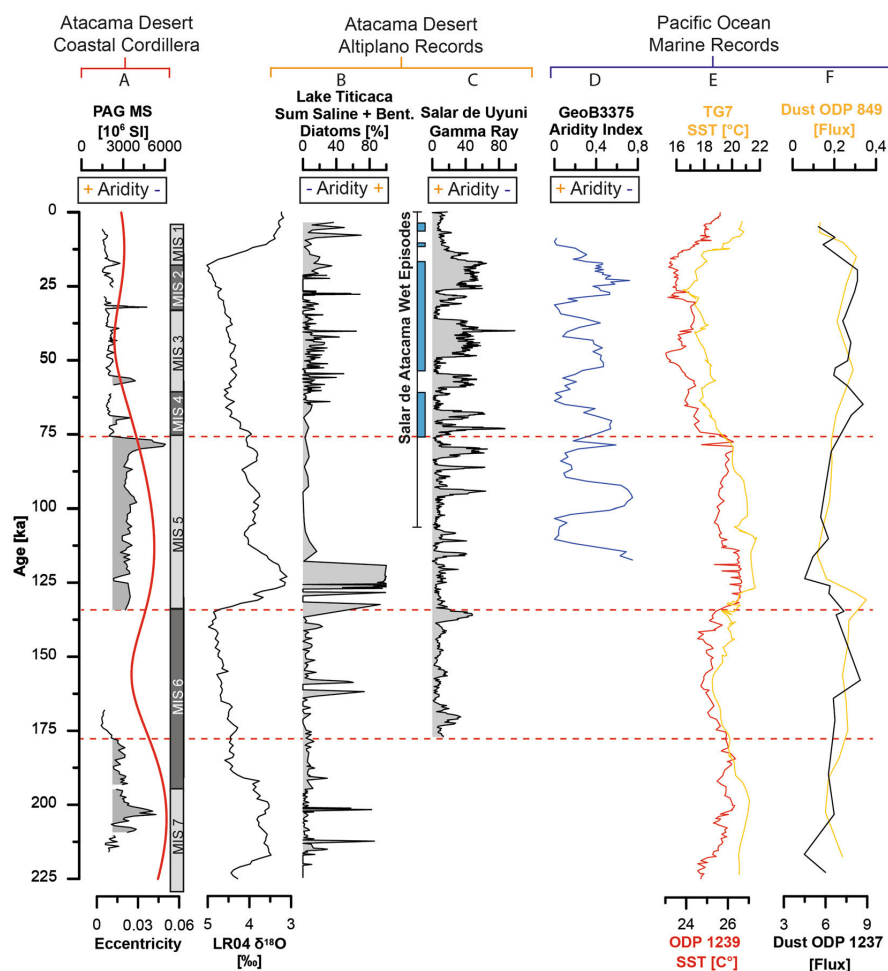 Atacama Desert
Coastal Cordillera
Atacama Desert
Altiplano Records
Pacific Ocean
Marine Records
A
B
C
D
E
F
PAG MS
[10⁶ SI]
0 3000 6000
+ Aridity -
Lake Titicaca
Sum Saline + Bent.
Diatoms [%]
0 40 80
- Aridity +
Salar de Uyuni
Gamma Ray
0 40 80
+ Aridity -
GeoB3375
Aridity Index
0 0,4 0,8
+ Aridity -
TG7
SST [°C]
16 18 20 22
Dust ODP 849
[Flux]
0 0,2 0,4
Age [ka]
0
25
50
75
100
125
150
175
200
225
MIS 1
MIS 2
MIS 3
MIS 4
MIS 5
MIS 6
MIS 7
Salar de Atacama Wet Episodes
0 0.03 0.06
Eccentricity
5 4 3
LR04 δ¹⁸O
[‰]
24 26
ODP 1239
SST [C°]
3 6 9
Dust ODP 1237
[Flux]